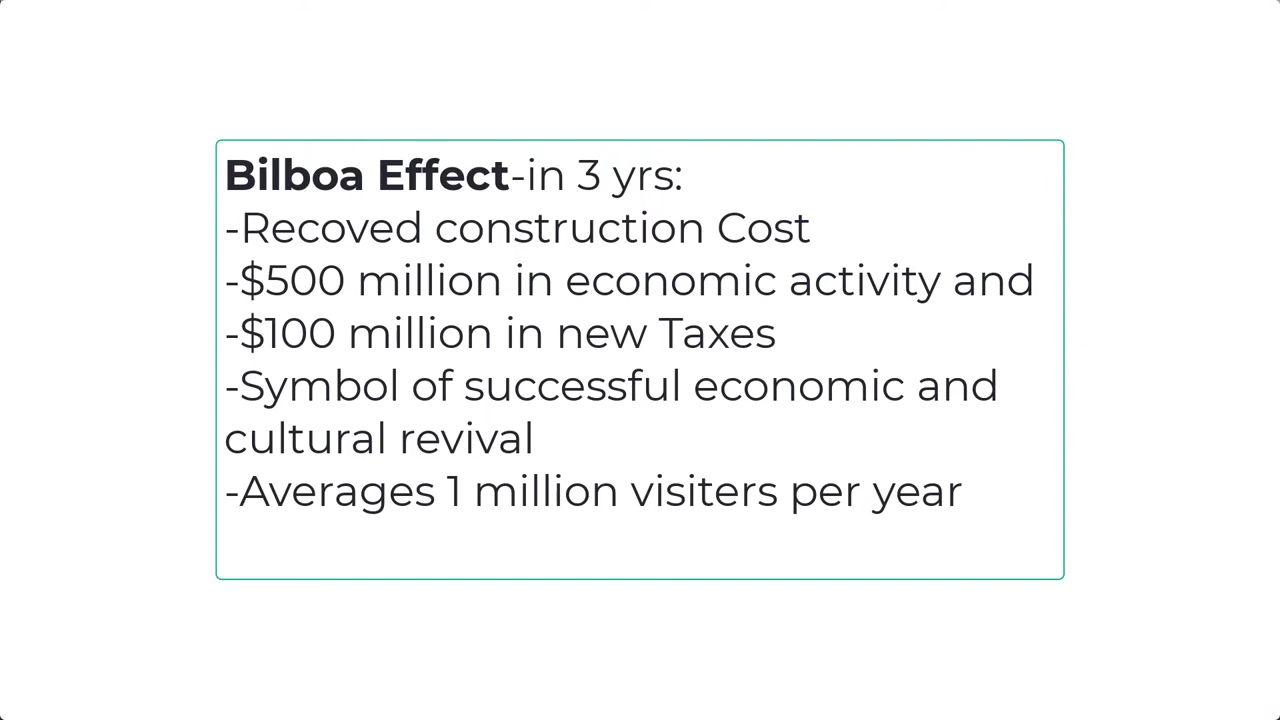 Bilboa Effect-in 3 yrs:
-Recoved construction Cost
-$500 million in economic activity and
-$100 million in new Taxes
-Symbol of successful economic and
cultural revival
-Averages 1 million visiters per year